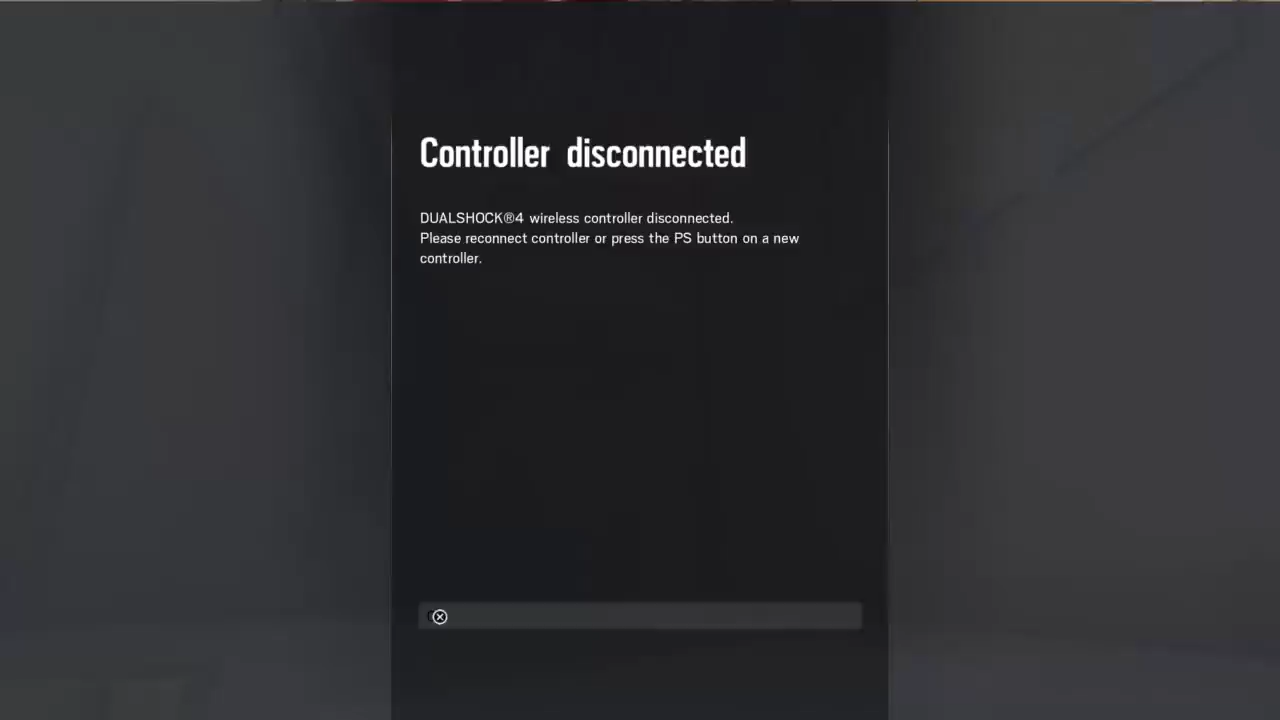 Controller disconnected
DUALSHOCK®4 wireless controller disconnected.
Please reconnect controller or press the PS button on a new
controller.